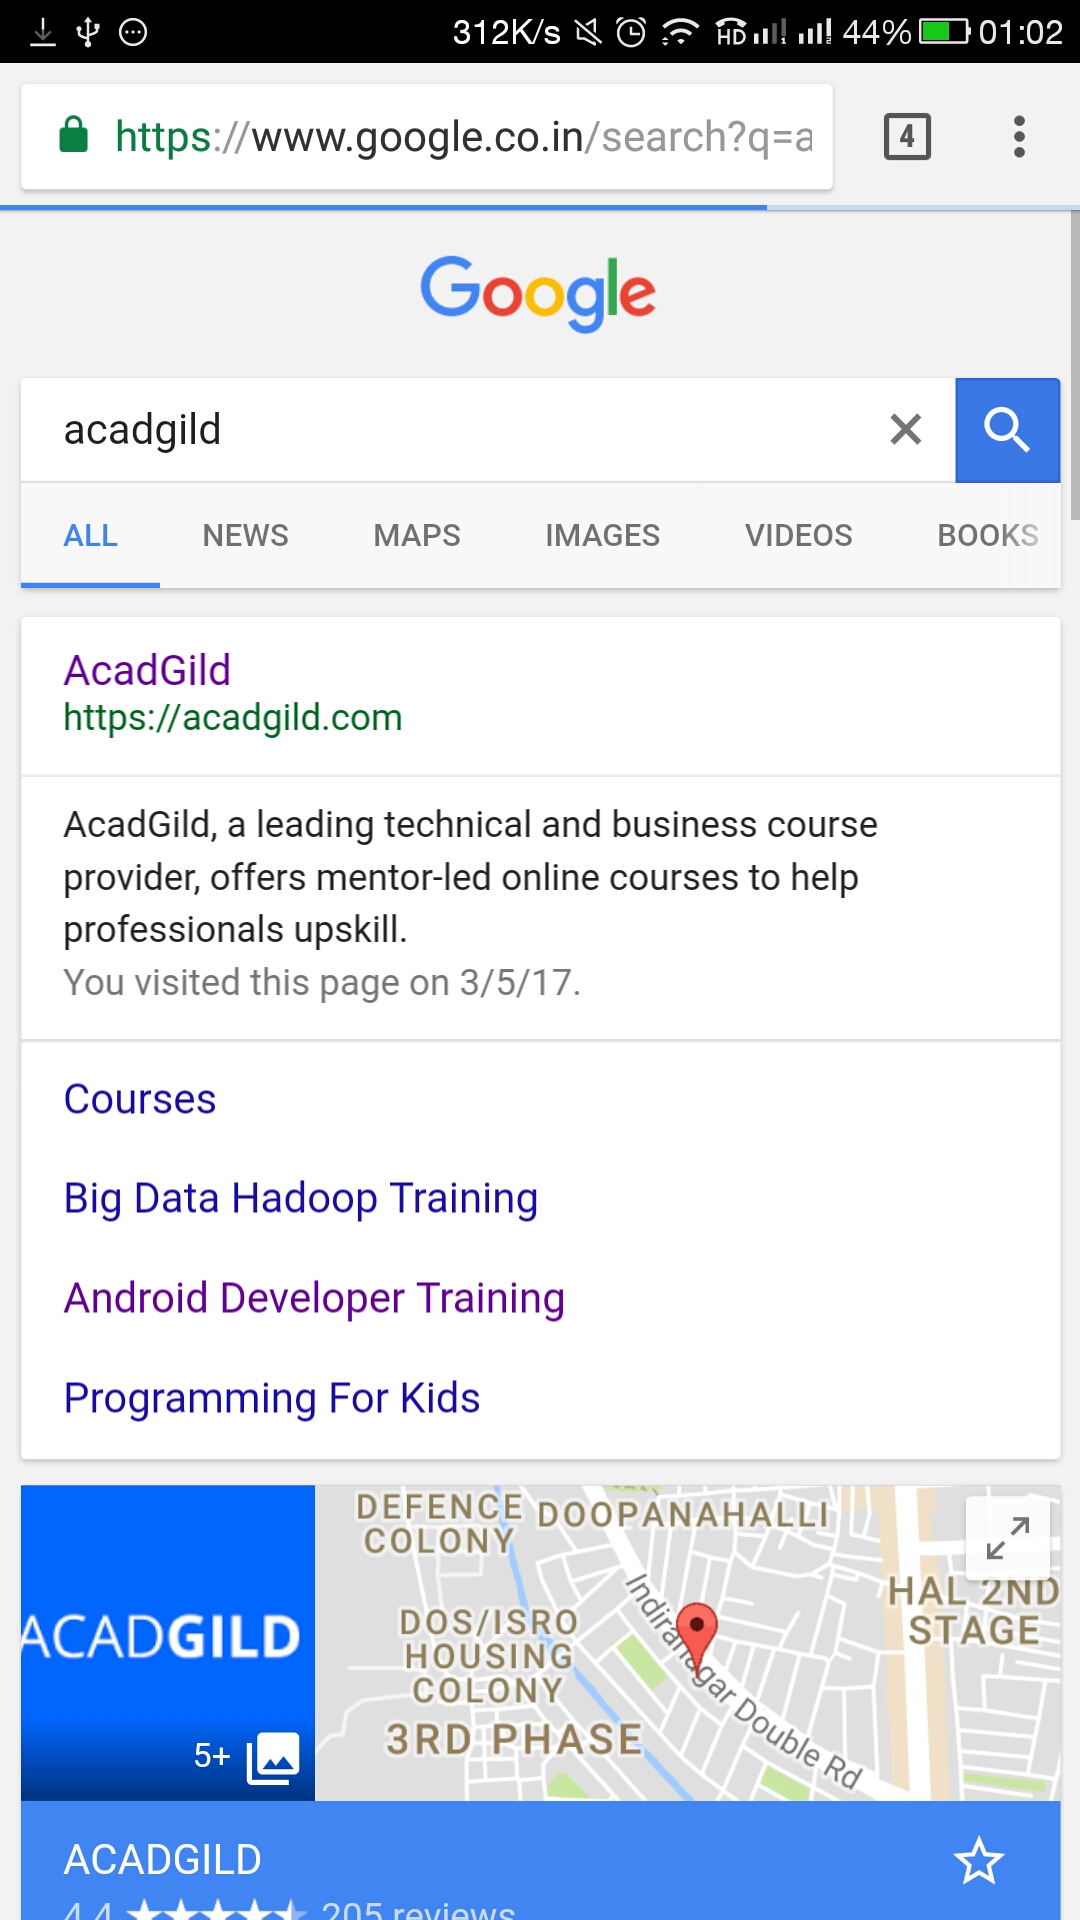 312K/s HD 44% 01:02
https://www.google.co.in/search?q=a 4
Google
acadgild
ALL NEWS MAPS IMAGES VIDEOS BOOKS
AcadGild
https://acadgild.com
AcadGild, a leading technical and business course
provider, offers mentor-led online courses to help
professionals upskill.
You visited this page on 3/5/17.
Courses
Big Data Hadoop Training
Android Developer Training
Programming For Kids
ACADGILD
5+
DEFENCE
COLONY
DOOPANAHALLI
HAL 2ND
STAGE
DOS/ISRO
HOUSING
COLONY
3RD PHASE
Indiranagar Double Rd
ACADGILD
4.4 205 reviews